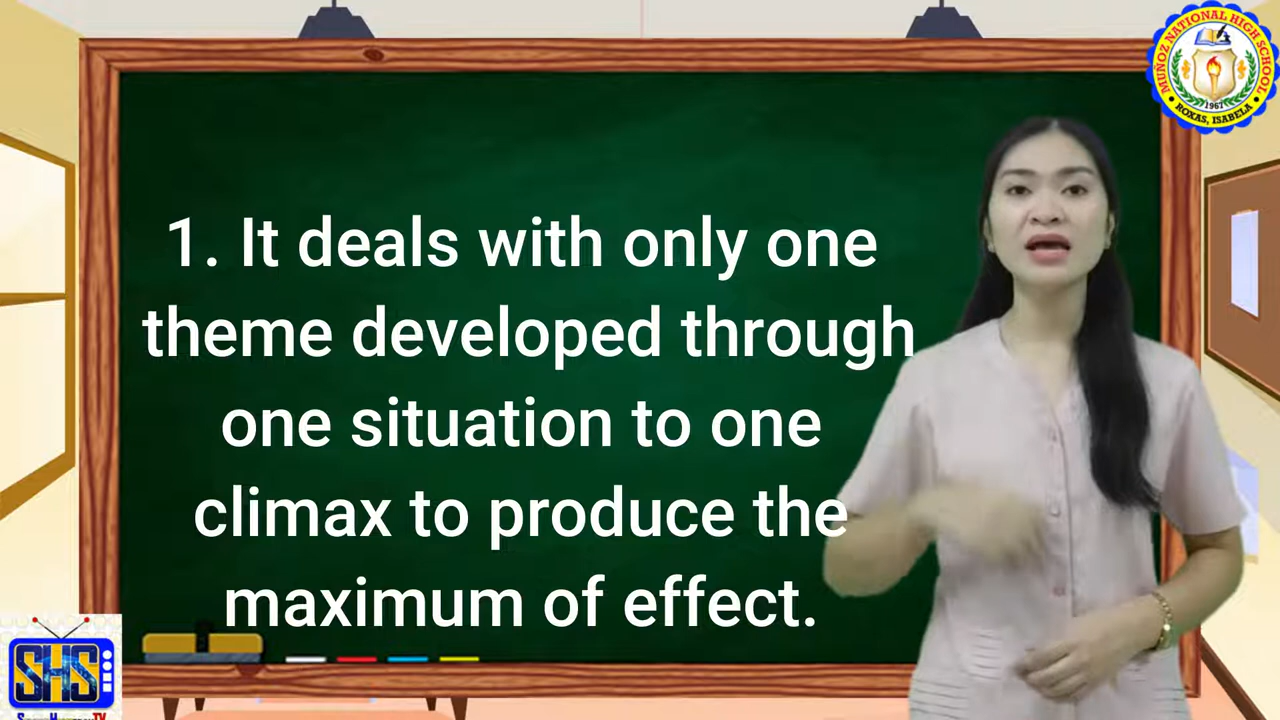 MUÑOZ NATIONAL HIGH SCHOOL
1967
• ROXAS, ISABELA •
1. It deals with only one
theme developed through
one situation to one
climax to produce the
maximum of effect.
SHS